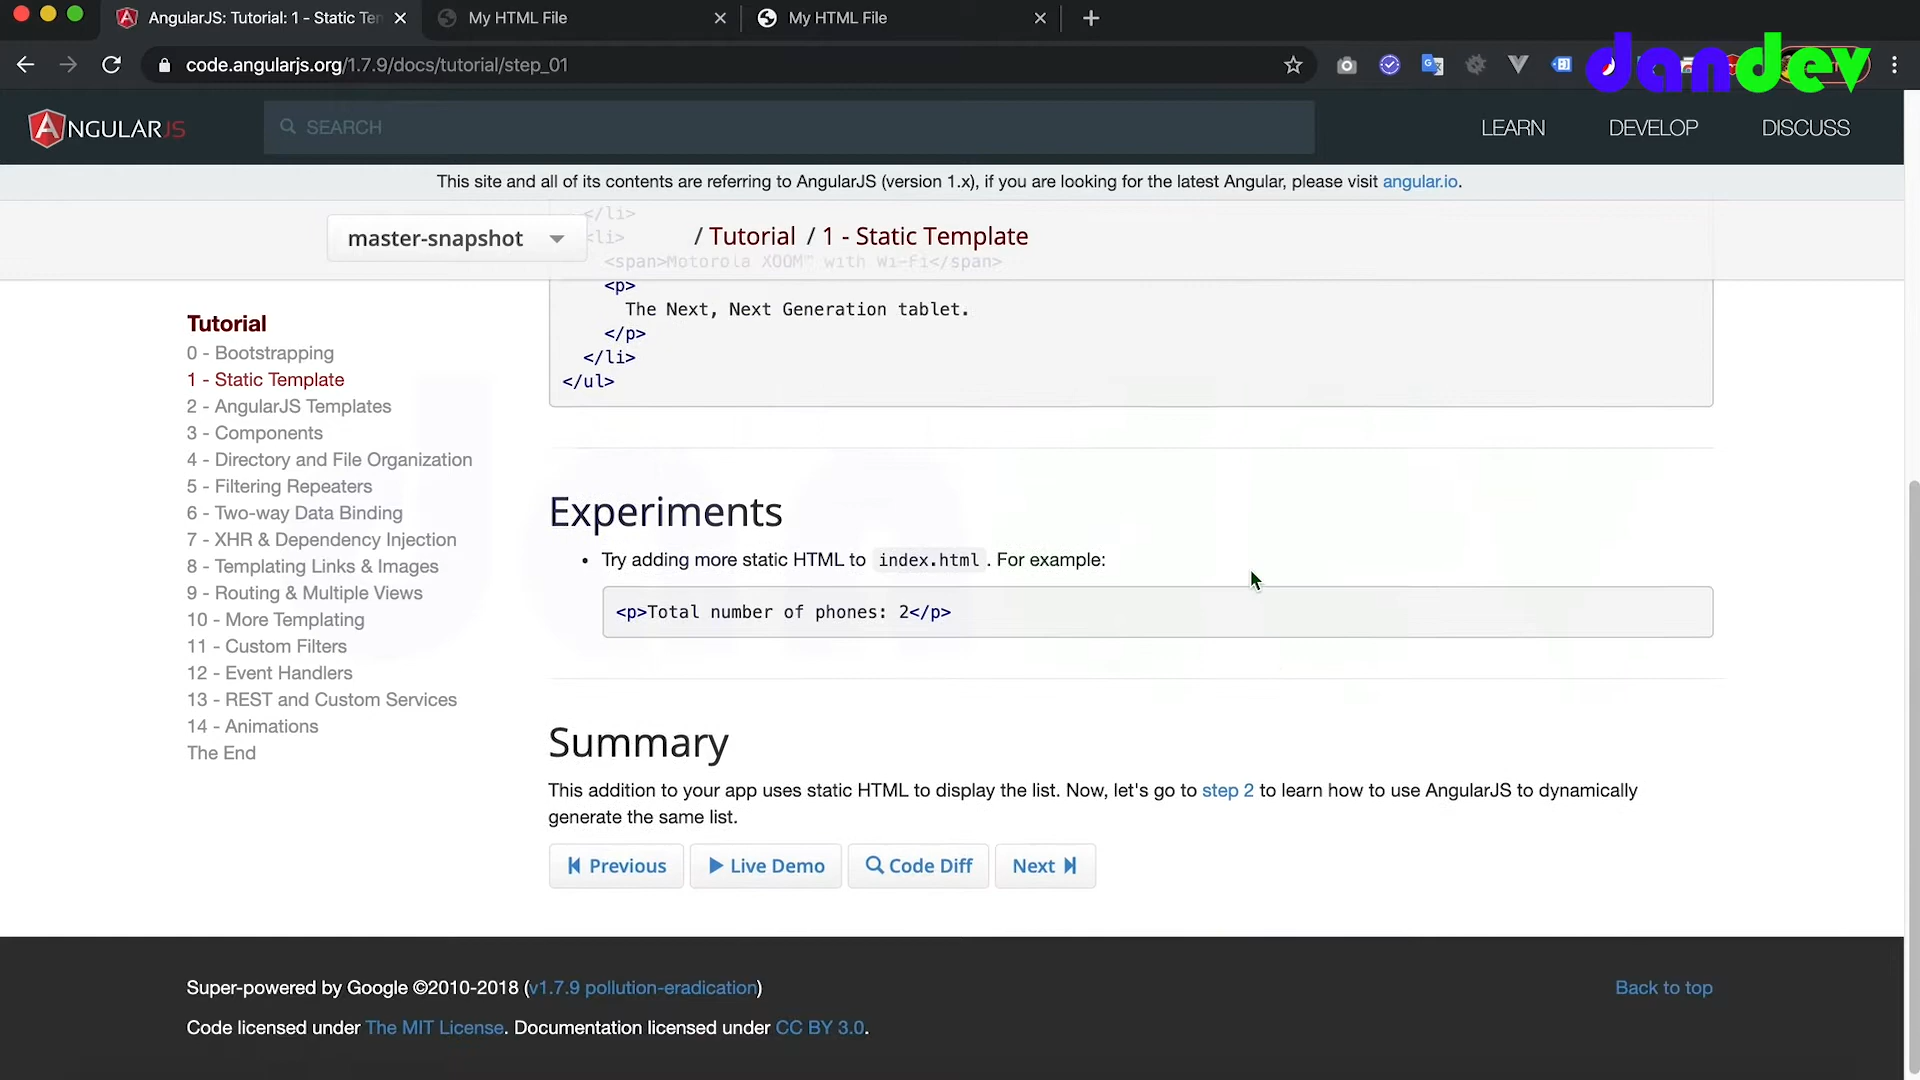 AngularJS: Tutorial: 1 - Static Ten
My HTML File
My HTML File
code.angularjs.org/1.7.9/docs/tutorial/step_01
dandev
ANGULARJS
SEARCH
LEARN
DEVELOP
DISCUSS
This site and all of its contents are referring to AngularJS (version 1.x), if you are looking for the latest Angular, please visit angular.io.
</li>
master-snapshot
<li>
/ Tutorial / 1 - Static Template
<span>Motorola XOOM™ with Wi-Fi</span>
<p>
The Next, Next Generation tablet.
</p>
</li>
</ul>
Tutorial
0 - Bootstrapping
1 - Static Template
2 - AngularJS Templates
3 - Components
4 - Directory and File Organization
5 - Filtering Repeaters
6 - Two-way Data Binding
7 - XHR & Dependency Injection
8 - Templating Links & Images
9 - Routing & Multiple Views
10 - More Templating
11 - Custom Filters
12 - Event Handlers
13 - REST and Custom Services
14 - Animations
The End
Experiments
• Try adding more static HTML to index.html . For example:
<p>Total number of phones: 2</p>
Summary
This addition to your app uses static HTML to display the list. Now, let's go to step 2 to learn how to use AngularJS to dynamically
generate the same list.
Previous
Live Demo
Code Diff
Next
Super-powered by Google ©2010-2018 (v1.7.9 pollution-eradication)
Back to top
Code licensed under The MIT License. Documentation licensed under CC BY 3.0.